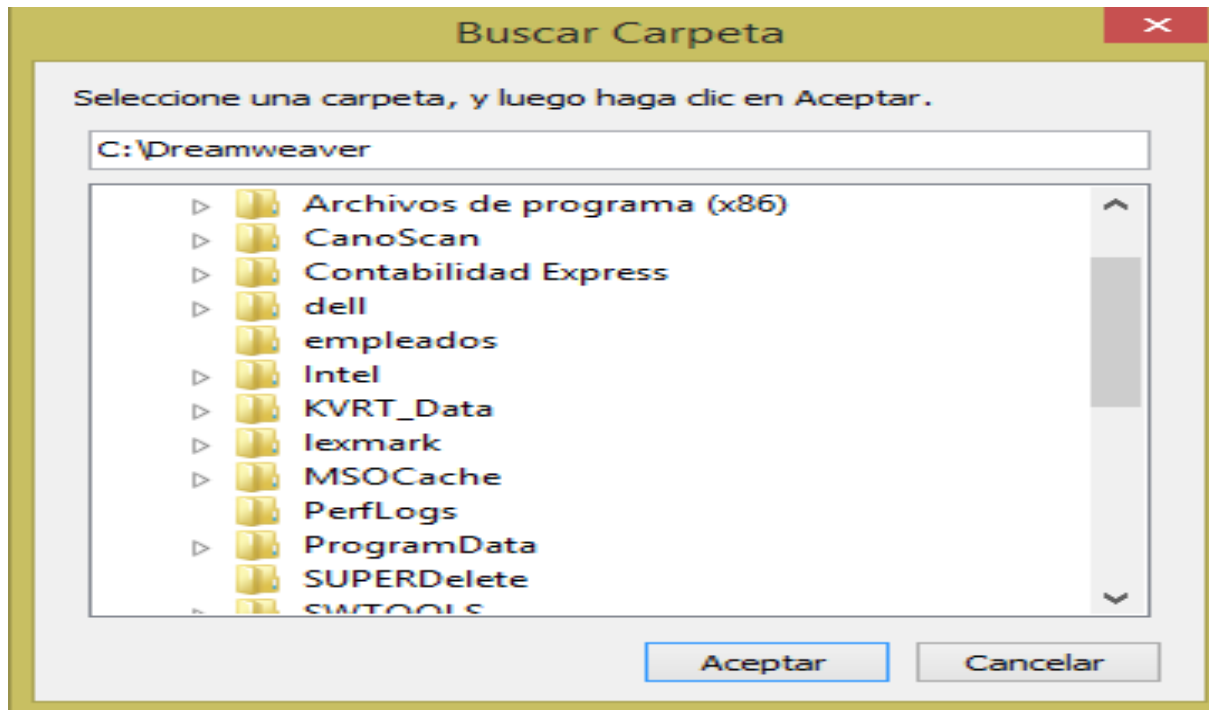 Buscar Carpeta
Seleccione una carpeta, y luego haga clic en Aceptar.
C:\Dreamweaver
Archivos de programa (x86)
CanoScan
Contabilidad Express
dell
empleados
Intel
KVRT_Data
lexmark
MSOCache
PerfLogs
ProgramData
SUPERDelete
SWTOOLS
Aceptar
Cancelar